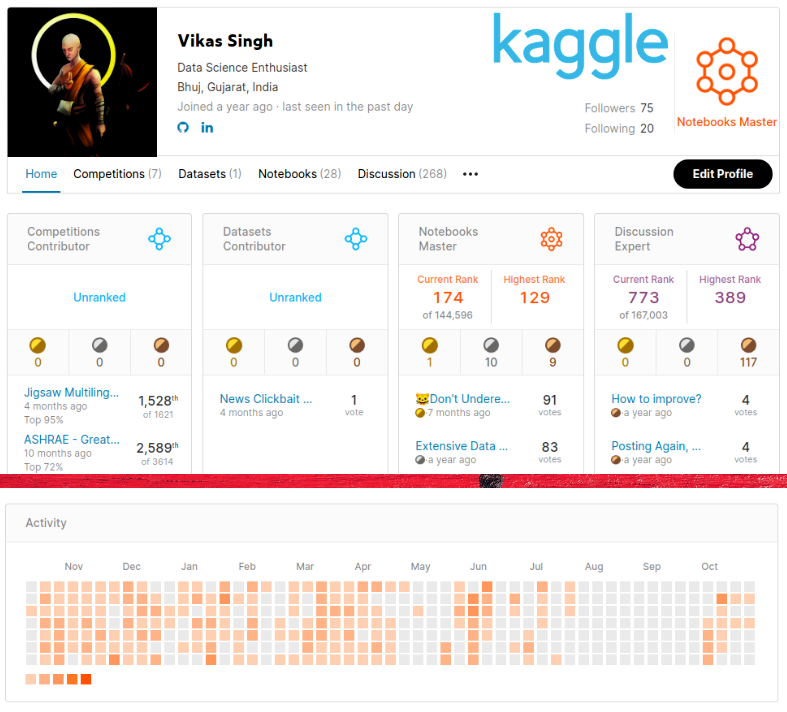 Vikas Singh
kaggle
Data Science Enthusiast
Bhuj, Gujarat, India
Joined a year ago · last seen in the past day
in
Followers 75
Following 20
Notebooks Master
Home Competitions (7) Datasets (1) Notebooks (28) Discussion (268) •••
Edit Profile
Competitions
Contributor
Unranked
0 0 0
Jigsaw Multiling...
4 months ago
Top 95%
1,528th
of 1621
ASHRAE - Great...
10 months ago
Top 72%
2,589th
of 3614
Datasets
Contributor
Unranked
0 0 0
News Clickbait ...
4 months ago
1
vote
Notebooks
Master
Current Rank
174
of 144,596
Highest Rank
129
1 10 9
😺Don't Undere...
·7 months ago
91
votes
Extensive Data ...
·a year ago
83
votes
Discussion
Expert
Current Rank
773
of 167,003
Highest Rank
389
0 0 117
How to improve?
·a year ago
4
votes
Posting Again, ...
·a year ago
4
votes
Activity
Nov Dec Jan Feb Mar Apr May Jun Jul Aug Sep Oct